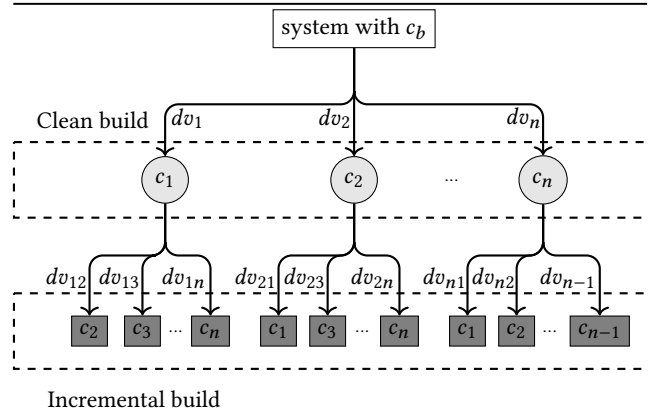 system with c_b
Clean build
dv_1 dv_2 dv_n
c_1 c_2 ... c_n
dv_12 dv_13 dv_1n dv_21 dv_23 dv_2n dv_n1 dv_n2 dv_n−1
c_2 c_3 ... c_n c_1 c_3 ... c_n c_1 c_2 ... c_n−1
Incremental build